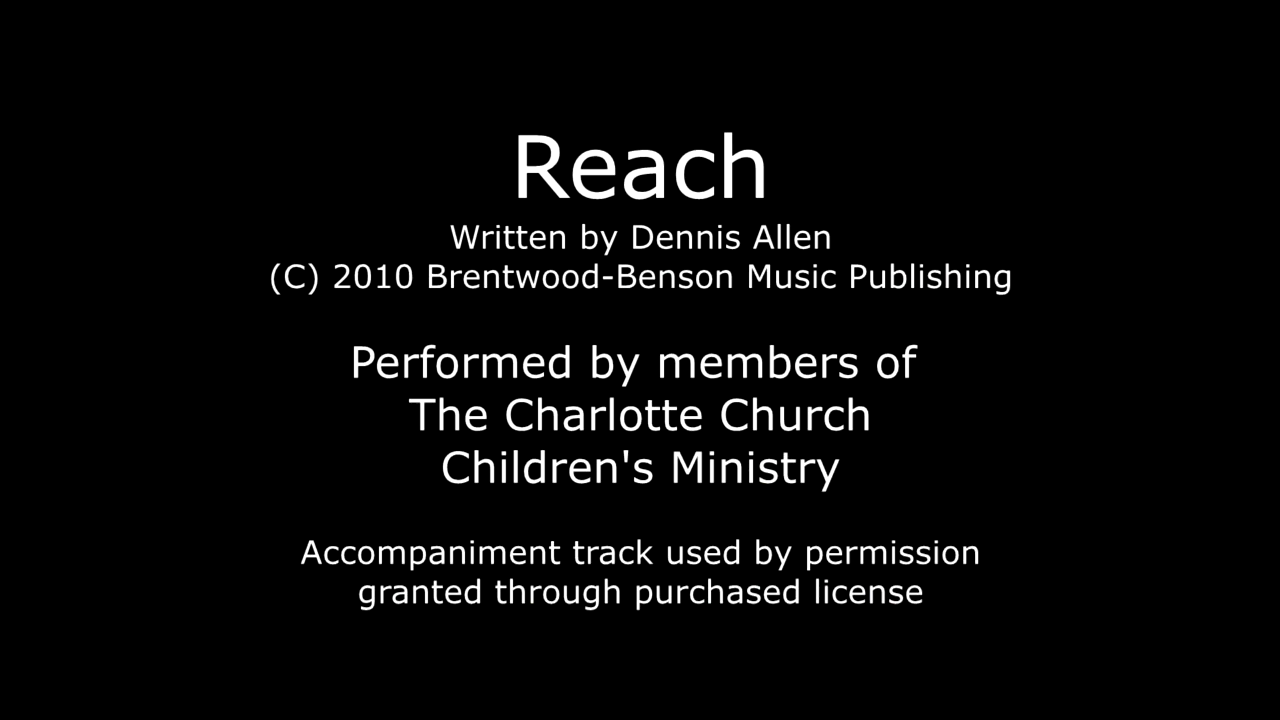 Reach
Written by Dennis Allen
(C) 2010 Brentwood-Benson Music Publishing
Performed by members of
The Charlotte Church
Children's Ministry
Accompaniment track used by permission
granted through purchased license